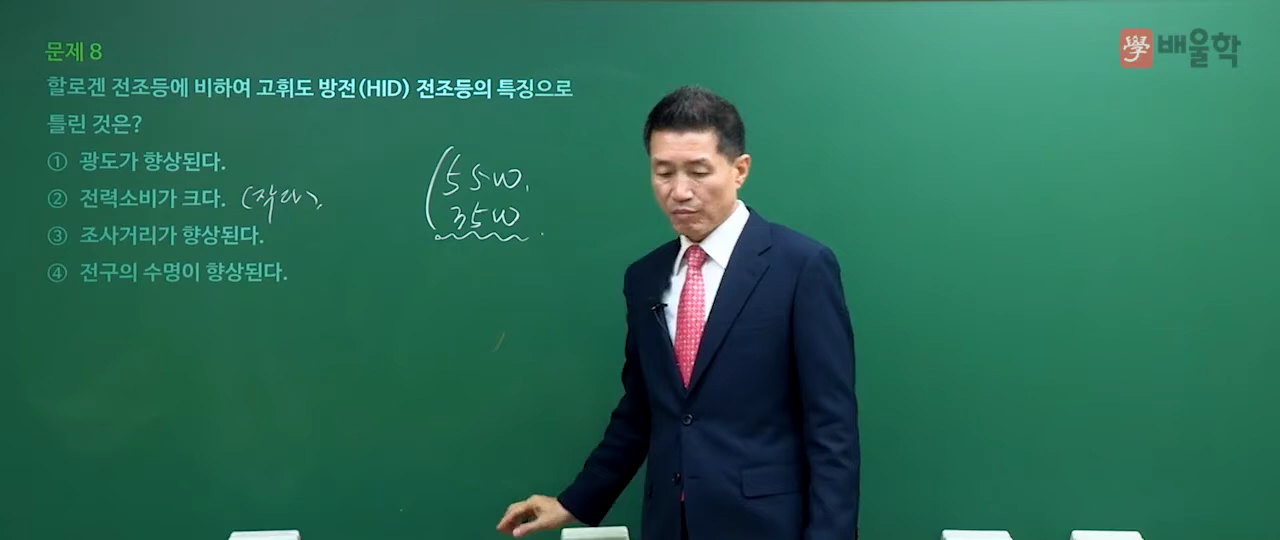 學 배울학
문제 8
할로겐 전조등에 비하여 고휘도 방전(HID) 전조등의 특징으로
틀린 것은?
① 광도가 향상된다.
② 전력소비가 크다. (작다).
③ 조사거리가 향상된다.
④ 전구의 수명이 향상된다.
55W.
35W.